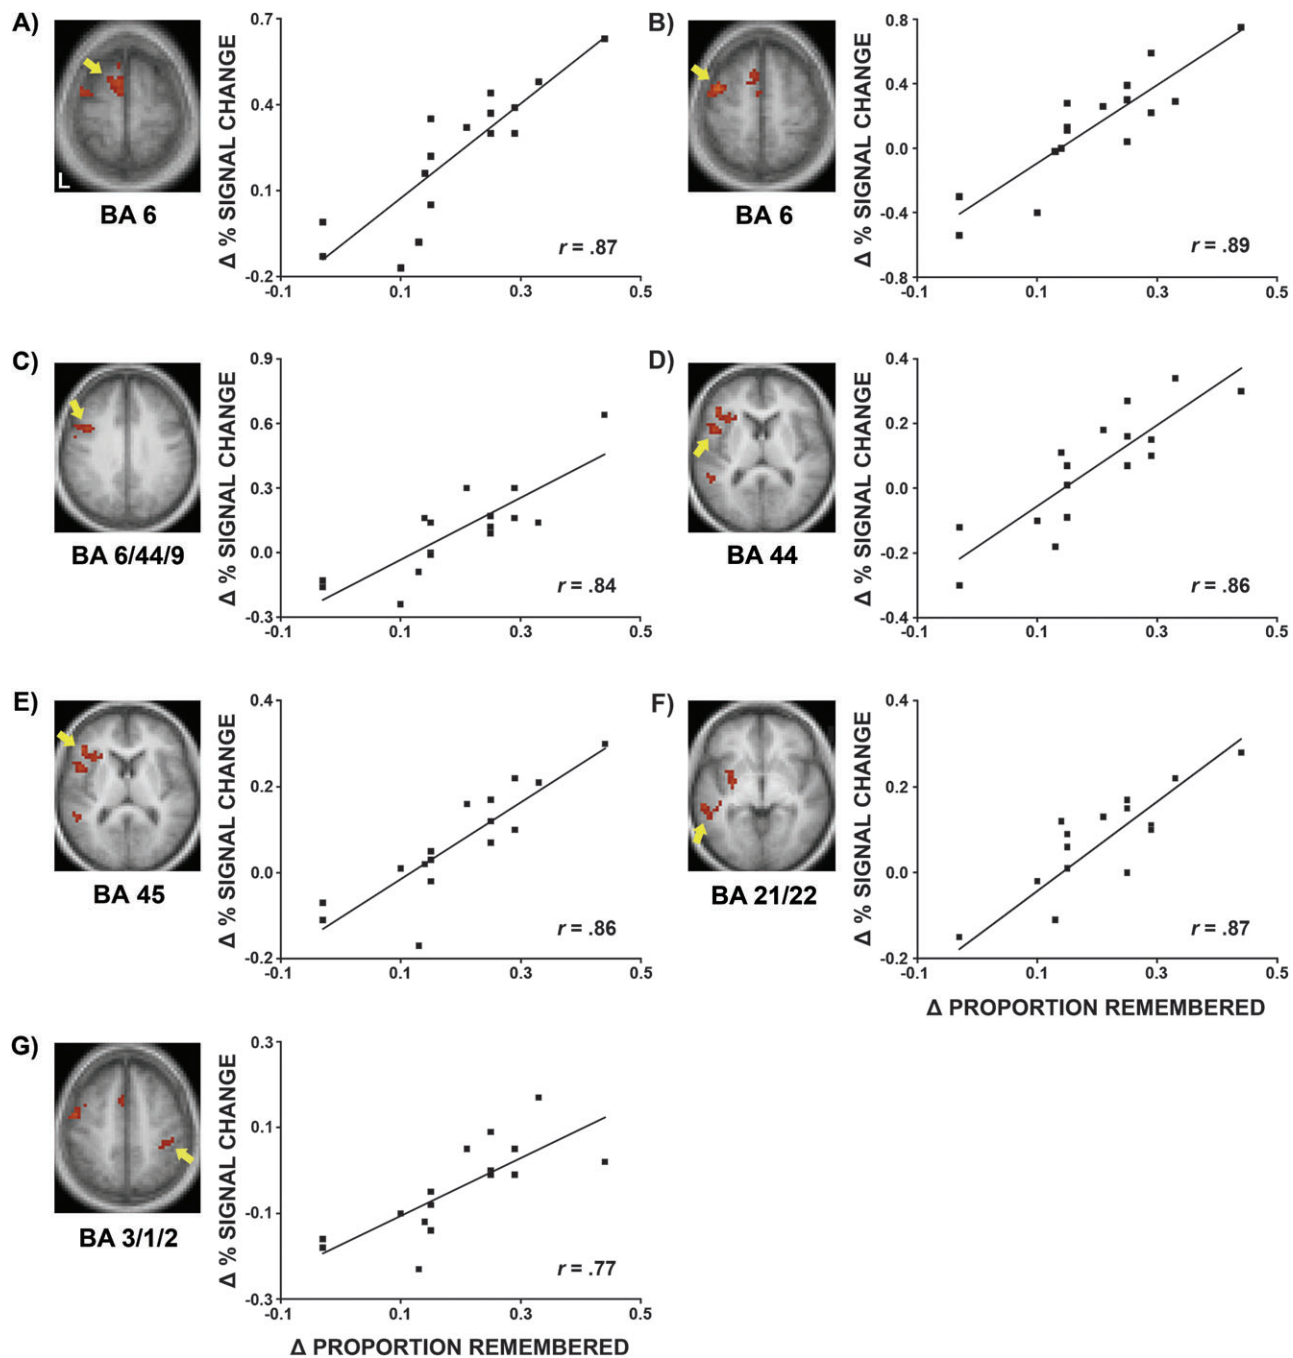 A)
Δ % SIGNAL CHANGE
0.7
0.4
0.1
-0.2
-0.1
0.1
0.3
0.5
L
BA 6
r = .87
B)
Δ % SIGNAL CHANGE
0.8
0.4
0.0
-0.4
-0.8
-0.1
0.1
0.3
0.5
BA 6
r = .89
C)
Δ % SIGNAL CHANGE
0.9
0.6
0.3
0.0
-0.3
-0.1
0.1
0.3
0.5
BA 6/44/9
r = .84
D)
Δ % SIGNAL CHANGE
0.4
0.2
0.0
-0.2
-0.4
-0.1
0.1
0.3
0.5
BA 44
r = .86
E)
Δ % SIGNAL CHANGE
0.4
0.2
0.0
-0.2
-0.1
0.1
0.3
0.5
BA 45
r = .86
F)
Δ % SIGNAL CHANGE
0.4
0.2
0.0
-0.2
-0.1
0.1
0.3
0.5
BA 21/22
r = .87
Δ PROPORTION REMEMBERED
G)
Δ % SIGNAL CHANGE
0.3
0.1
-0.1
-0.3
-0.1
0.1
0.3
0.5
BA 3/1/2
r = .77
Δ PROPORTION REMEMBERED